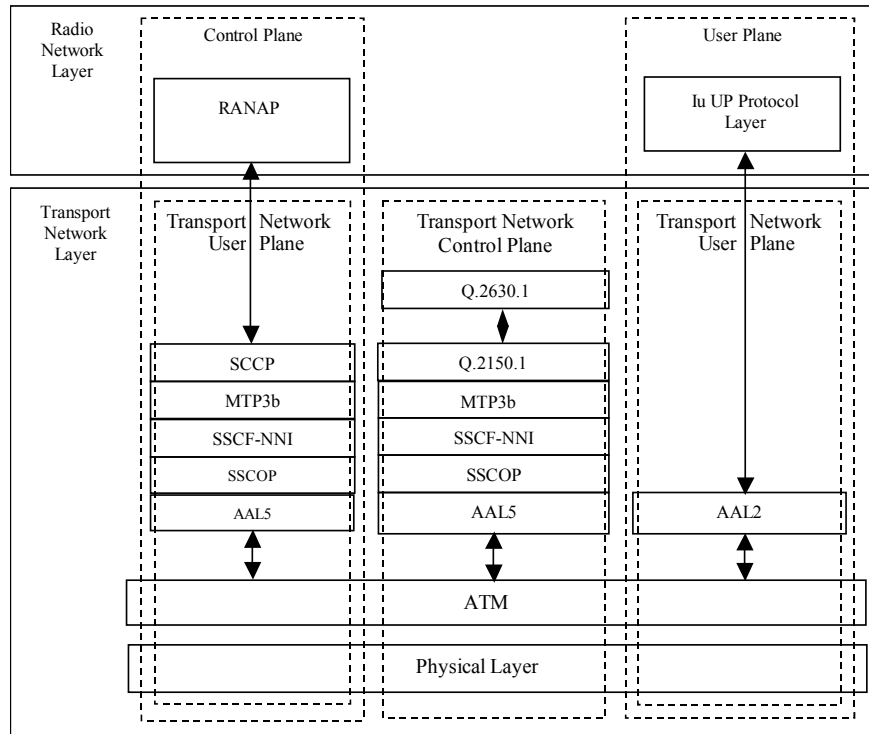 Radio
Network
Layer
Control Plane
User Plane
RANAP
Iu UP Protocol
Layer
Transport
Network
Layer
Transport Network
User Plane
Transport Network
Control Plane
Transport Network
User Plane
Q.2630.1
SCCP
MTP3b
SSCF-NNI
SSCOP
AAL5
Q.2150.1
MTP3b
SSCF-NNI
SSCOP
AAL5
AAL2
ATM
Physical Layer